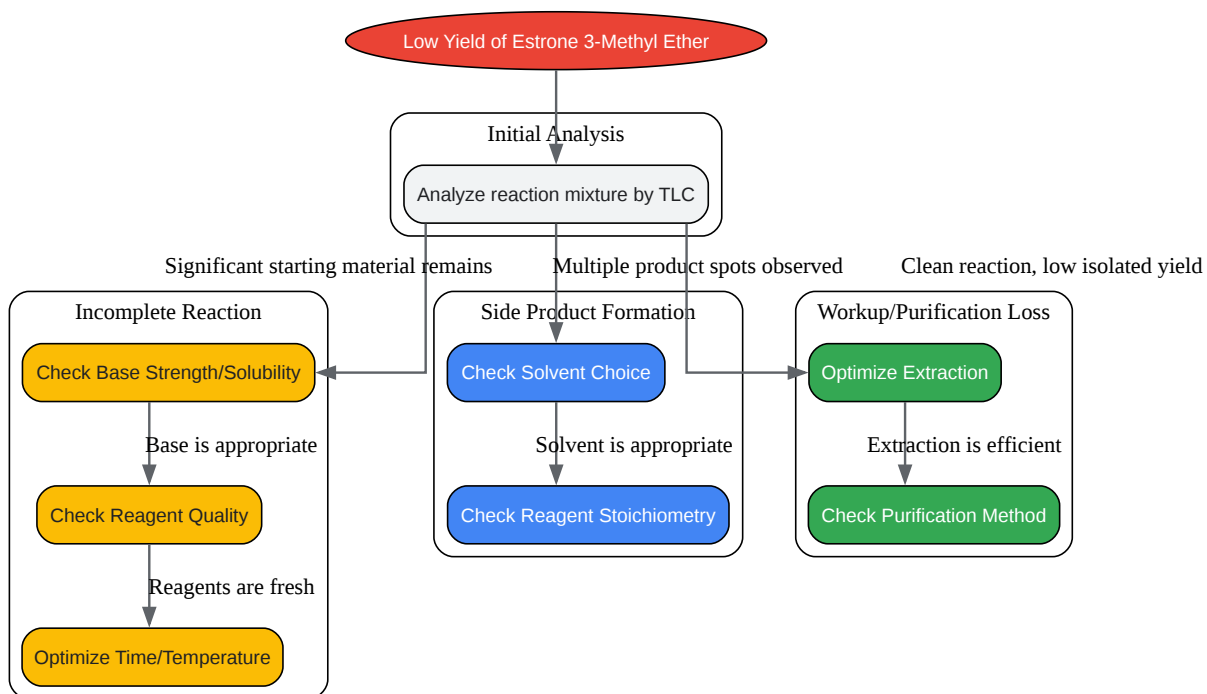 Low Yield of Estrone 3-Methyl Ether
Initial Analysis
Analyze reaction mixture by TLC
Significant starting material remains
Multiple product spots observed
Clean reaction, low isolated yield
Incomplete Reaction
Side Product Formation
Workup/Purification Loss
Check Base Strength/Solubility
Check Solvent Choice
Optimize Extraction
Base is appropriate
Solvent is appropriate
Extraction is efficient
Check Reagent Quality
Check Reagent Stoichiometry
Check Purification Method
Reagents are fresh
Optimize Time/Temperature